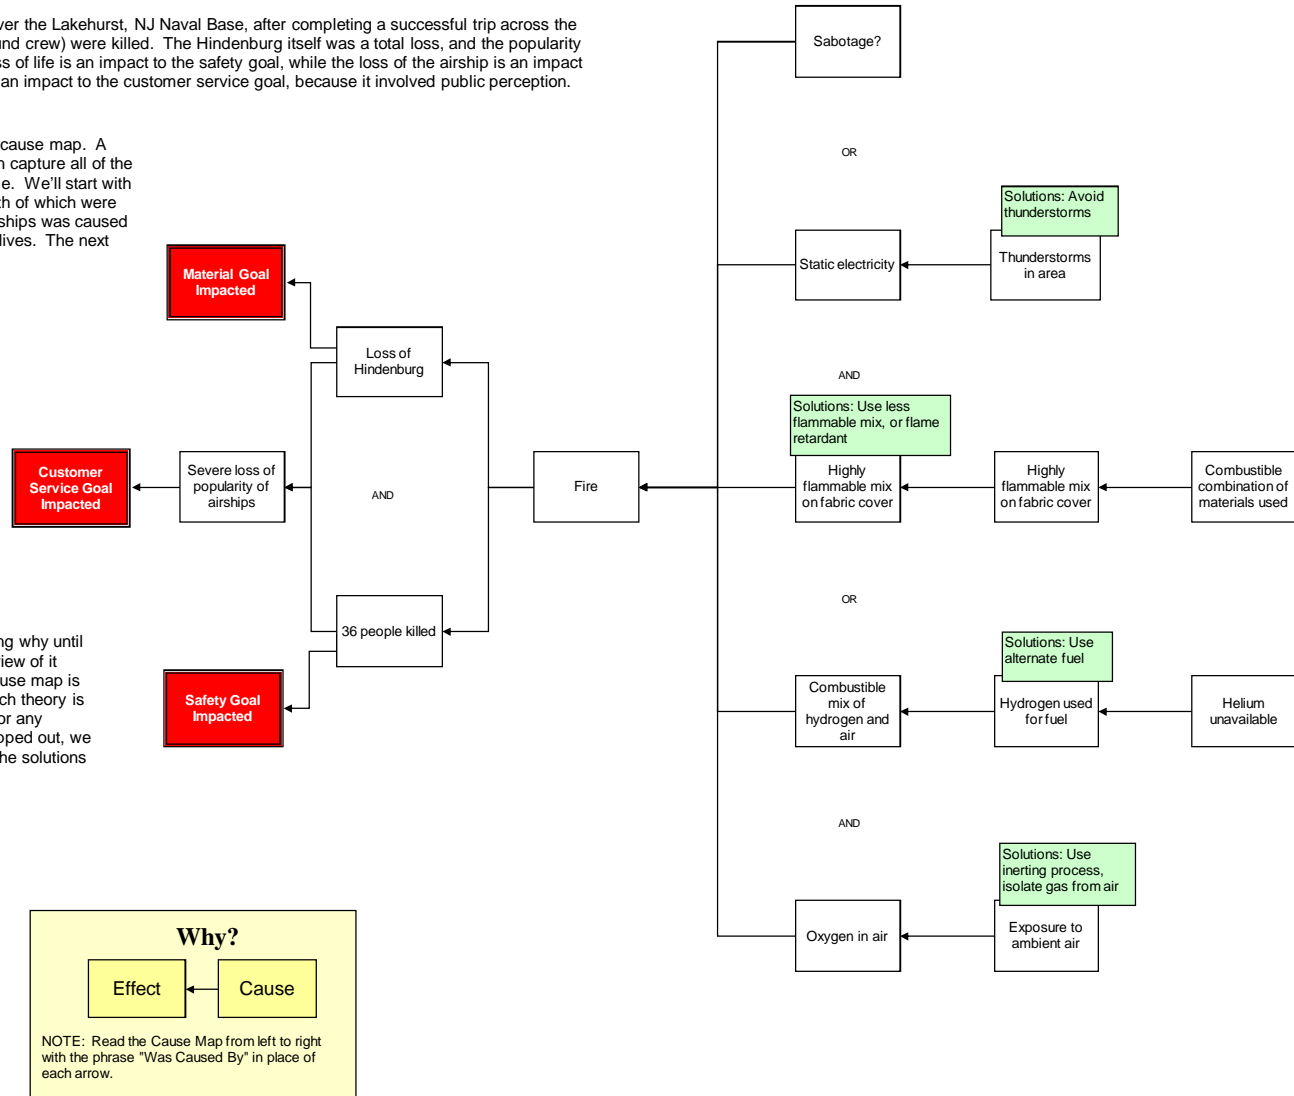 ver the Lakehurst, NJ Naval Base, after completing a successful trip across the
und crew) were killed. The Hindenburg itself was a total loss, and the popularity
ss of life is an impact to the safety goal, while the loss of the airship is an impact
an impact to the customer service goal, because it involved public perception.
cause map. A
n capture all of the
e. We'll start with
th of which were
ships was caused
lives. The next
Sabotage?
OR
Solutions: Avoid
thunderstorms
Static electricity
Thunderstorms
in area
Material Goal
Impacted
Loss of
Hindenburg
AND
Solutions: Use less
flammable mix, or flame
retardant
Customer
Service Goal
Impacted
Severe loss of
popularity of
airships
AND
Fire
Highly
flammable mix
on fabric cover
Highly
flammable mix
on fabric cover
Combustible
combination of
materials used
OR
36 people killed
ng why until
view of it
use map is
ch theory is
or any
oped out, we
he solutions
Safety Goal
Impacted
Solutions: Use
alternate fuel
Combustible
mix of
hydrogen and
air
Hydrogen used
for fuel
Helium
unavailable
AND
Solutions: Use
inerting process,
isolate gas from air
Oxygen in air
Exposure to
ambient air
Why?
Effect
Cause
NOTE: Read the Cause Map from left to right
with the phrase "Was Caused By" in place of
each arrow.